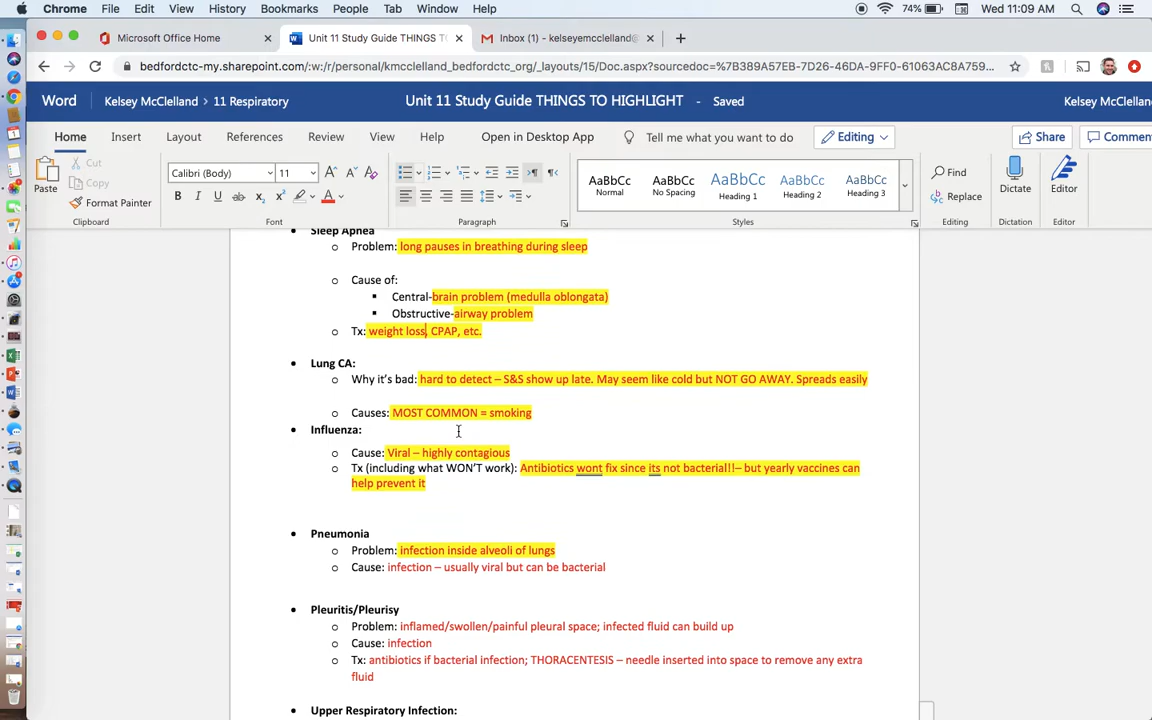 Chrome File Edit View History Bookmarks People Tab Window Help 74% Wed 11:09 AM
Microsoft Office Home Unit 11 Study Guide THINGS T Inbox (1) - kelseyemcclelland@
bedfordctc-my.sharepoint.com/:w:/r/personal/kmcclelland_bedfordctc_org/_layouts/15/Doc.aspx?sourcedoc=%7B389A57EB-7D26-46DA-9FF0-61063AC8A759...
Word Kelsey McClelland > 11 Respiratory Unit 11 Study Guide THINGS TO HIGHLIGHT - Saved Kelsey McClelland
Home Insert Layout References Review View Help Open in Desktop App Tell me what you want to do Editing Share Commen
Paste Cut Copy Format Painter
Calibri (Body) 11
B I U ab x2 x2 A
AaBbCc Normal AaBbCc No Spacing AaBbCc Heading 1 AaBbCc Heading 2 AaBbCc Heading 3
Find Replace Dictate Editor
Clipboard Font Paragraph Styles Editing Dictation Editor
Sleep Apnea
Problem: long pauses in breathing during sleep
Cause of:
Central-brain problem (medulla oblongata)
Obstructive-airway problem
Tx: weight loss, CPAP, etc.
Lung CA:
Why it's bad: hard to detect – S&S show up late. May seem like cold but NOT GO AWAY. Spreads easily
Causes: MOST COMMON = smoking
Influenza:
Cause: Viral – highly contagious
Tx (including what WON'T work): Antibiotics wont fix since its not bacterial!!– but yearly vaccines can
help prevent it
Pneumonia
Problem: infection inside alveoli of lungs
Cause: infection – usually viral but can be bacterial
Pleuritis/Pleurisy
Problem: inflamed/swollen/painful pleural space; infected fluid can build up
Cause: infection
Tx: antibiotics if bacterial infection; THORACENTESIS – needle inserted into space to remove any extra
fluid
Upper Respiratory Infection: